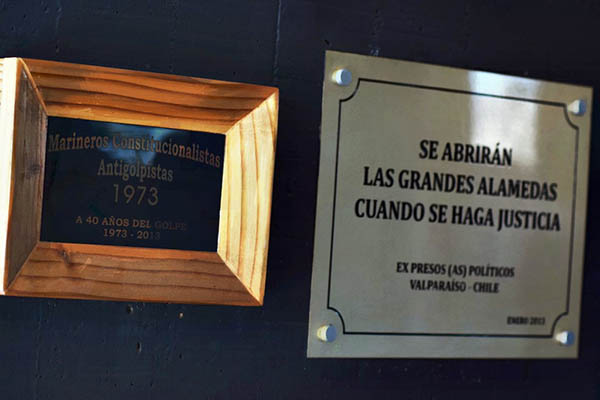 Marineros Constitucionalistas
Antigolpistas
1973
A 40 AÑOS DEL GOLPE
1973 - 2013
SE ABRIRÁN
LAS GRANDES ALAMEDAS
CUANDO SE HAGA JUSTICIA
EX PRESOS (AS) POLÍTICOS
VALPARAÍSO - CHILE
ENERO 2013